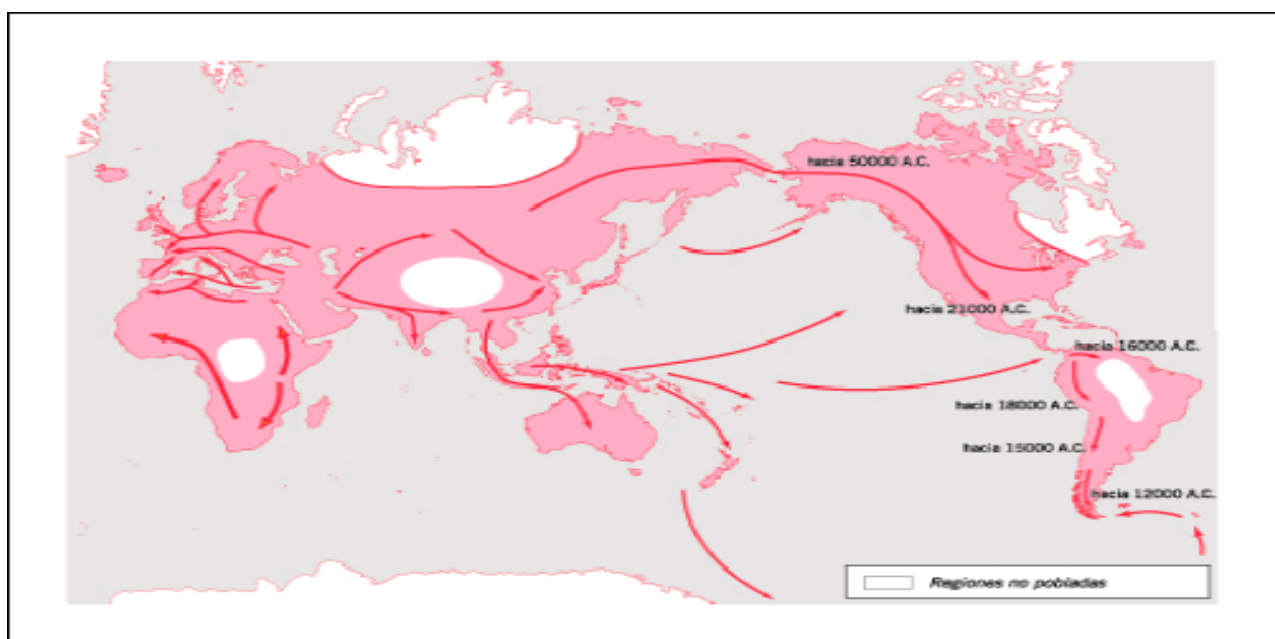 hacia 50000 A.C.
hacia 21000 A.C.
hacia 16000 A.C.
hacia 18000 A.C.
hacia 15000 A.C.
hacia 12000 A.C.
Regiones no pobladas